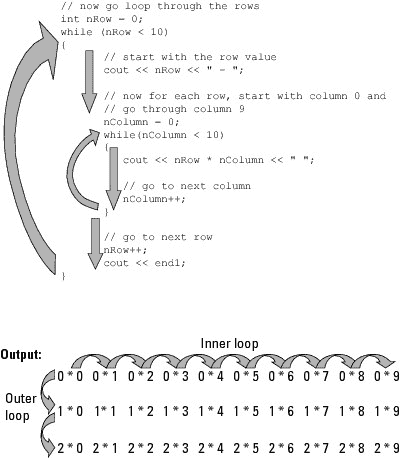 // now go loop through the rows
int nRow = 0;
while (nRow < 10)
{
// start with the row value
cout << nRow << " - ";
// now for each row, start with column 0 and
// go through column 9
nColumn = 0;
while(nColumn < 10)
{
cout << nRow * nColumn << " ";
// go to next column
nColumn++;
}
// go to next row
nRow++;
cout << endl;
}
Inner loop
Output:
0*0 0*1 0*2 0*3 0*4 0*5 0*6 0*7 0*8 0*9
Outer loop
1*0 1*1 1*2 1*3 1*4 1*5 1*6 1*7 1*8 1*9
2*0 2*1 2*2 2*3 2*4 2*5 2*6 2*7 2*8 2*9